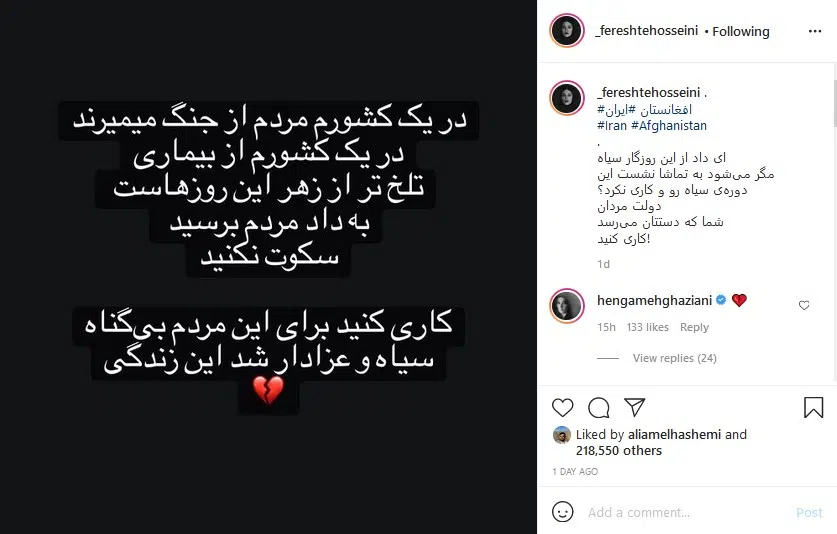 در یک کشورم مردم از جنگ میمیرند
در یک کشورم از بیماری
تلخ تر از زهر این روزهاست
به داد مردم برسید
سکوت نکنید
کاری کنید برای این مردم بی‌گناه
سیاه و عزادار شد این زندگی
_fereshtehosseini • Following
_fereshtehosseini .
#افغانستان #ایران
#Iran #Afghanistan
.
ای داد از این روزگار سیاه
مگر می‌شود به تماشا نشست این
دوره‌ی سیاه رو و کاری نکرد؟
دولت مردان
شما که دستتان می‌رسد
کاری کنید!
1d
hengamehghaziani
15h 133 likes Reply
View replies (24)
Liked by aliamelhashemi and
218,550 others
1 DAY AGO
Add a comment...
Post